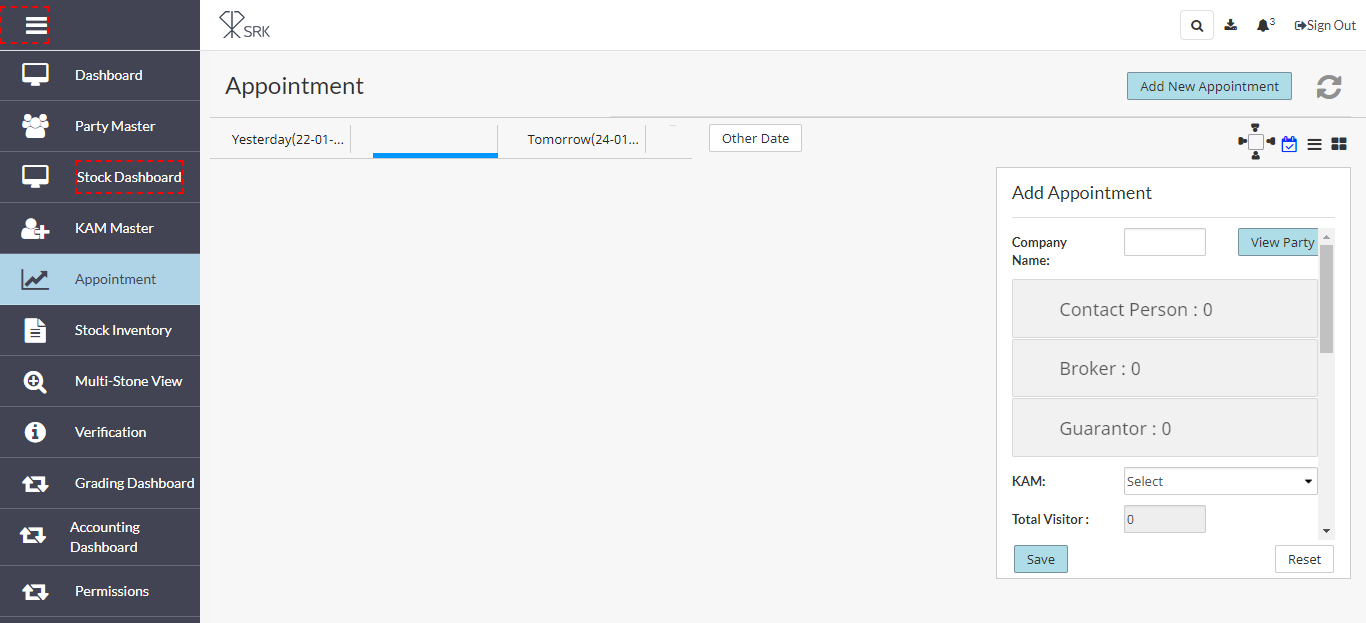 SRK
3
Sign Out
Dashboard
Party Master
Stock Dashboard
KAM Master
Appointment
Stock Inventory
Multi-Stone View
Verification
Grading Dashboard
Accounting
Dashboard
Permissions
Appointment
Add New Appointment
Yesterday(22-01-...
Tomorrow(24-01...
Other Date
Add Appointment
Company
Name:
View Party
Contact Person : 0
Broker : 0
Guarantor : 0
KAM:
Select
Total Visitor :
0
Save
Reset